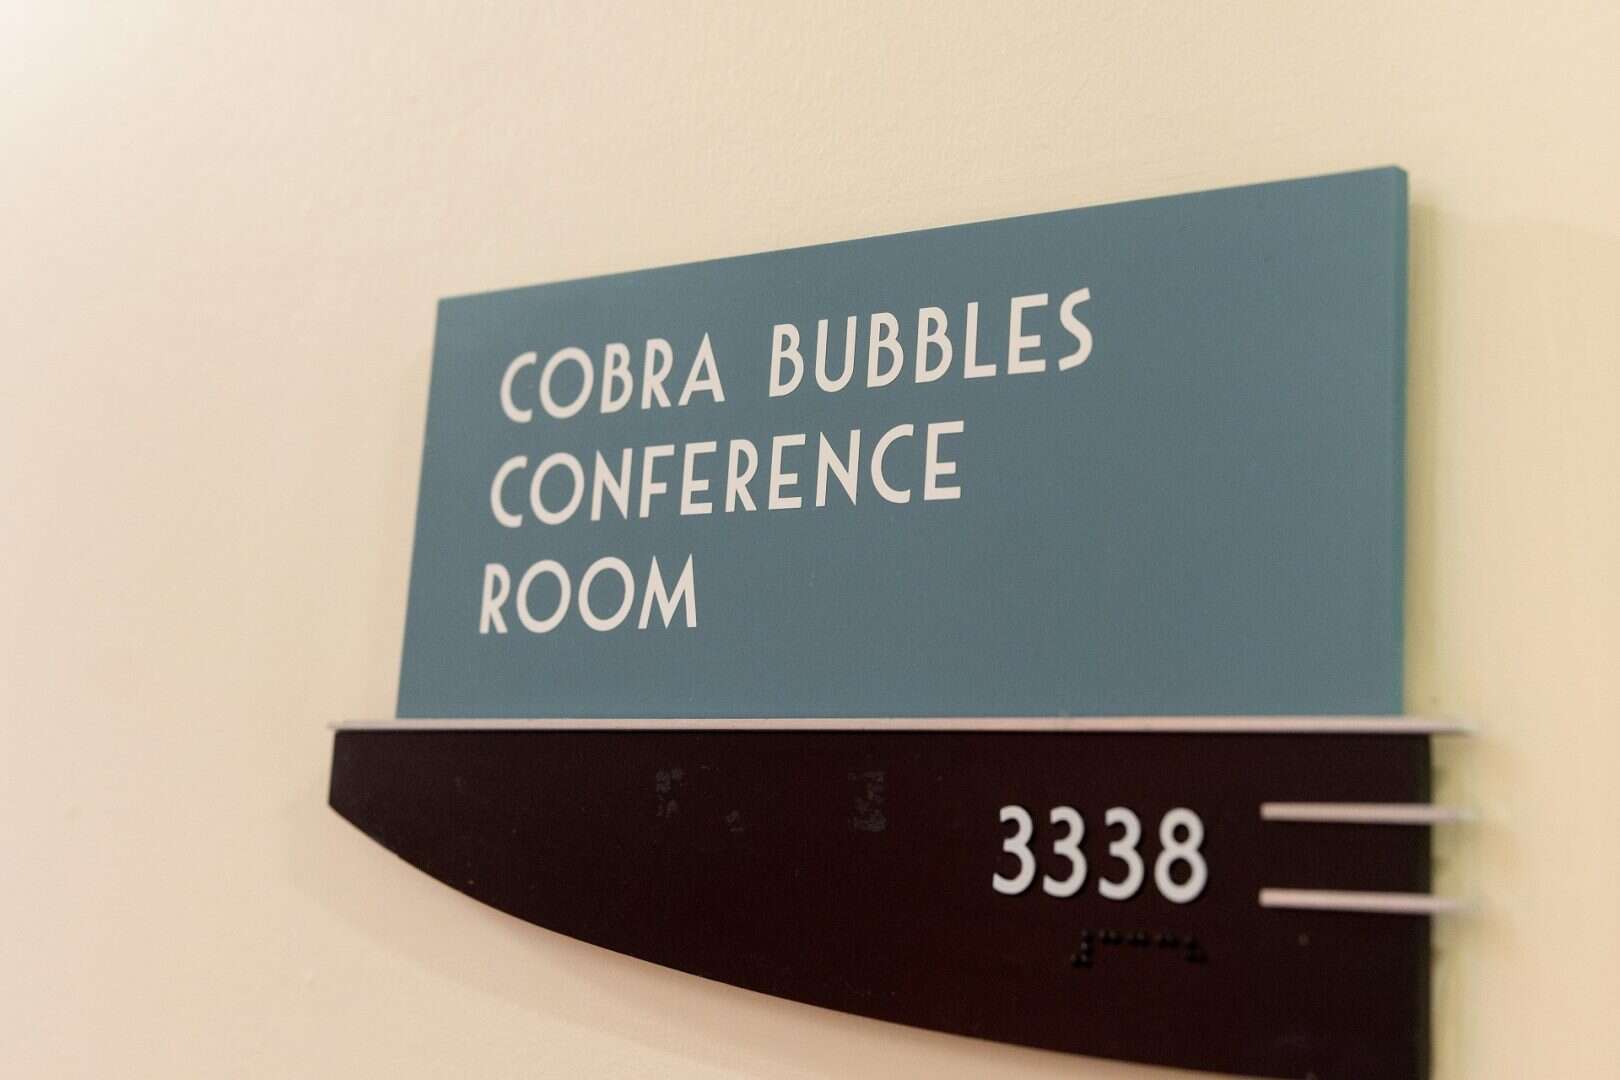 COBRA BUBBLES
CONFERENCE
ROOM
3338